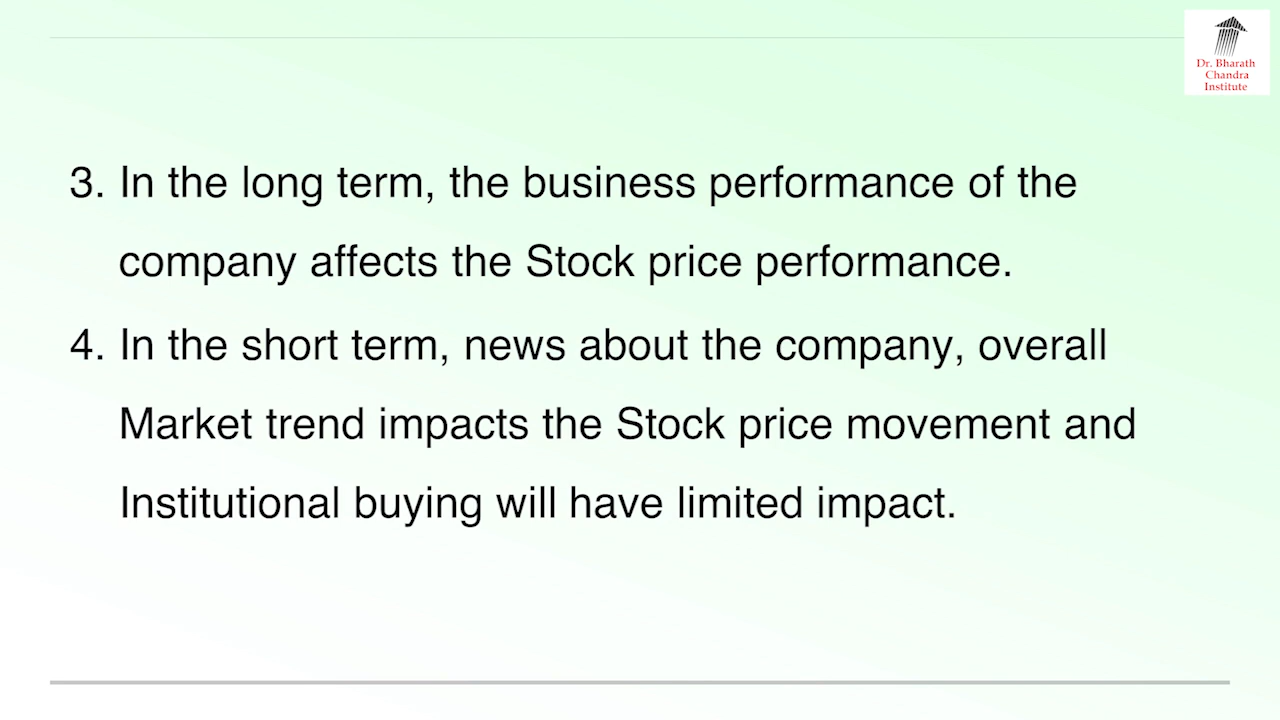 Dr. Bharath
Chandra
Institute
3. In the long term, the business performance of the
company affects the Stock price performance.
4. In the short term, news about the company, overall
Market trend impacts the Stock price movement and
Institutional buying will have limited impact.